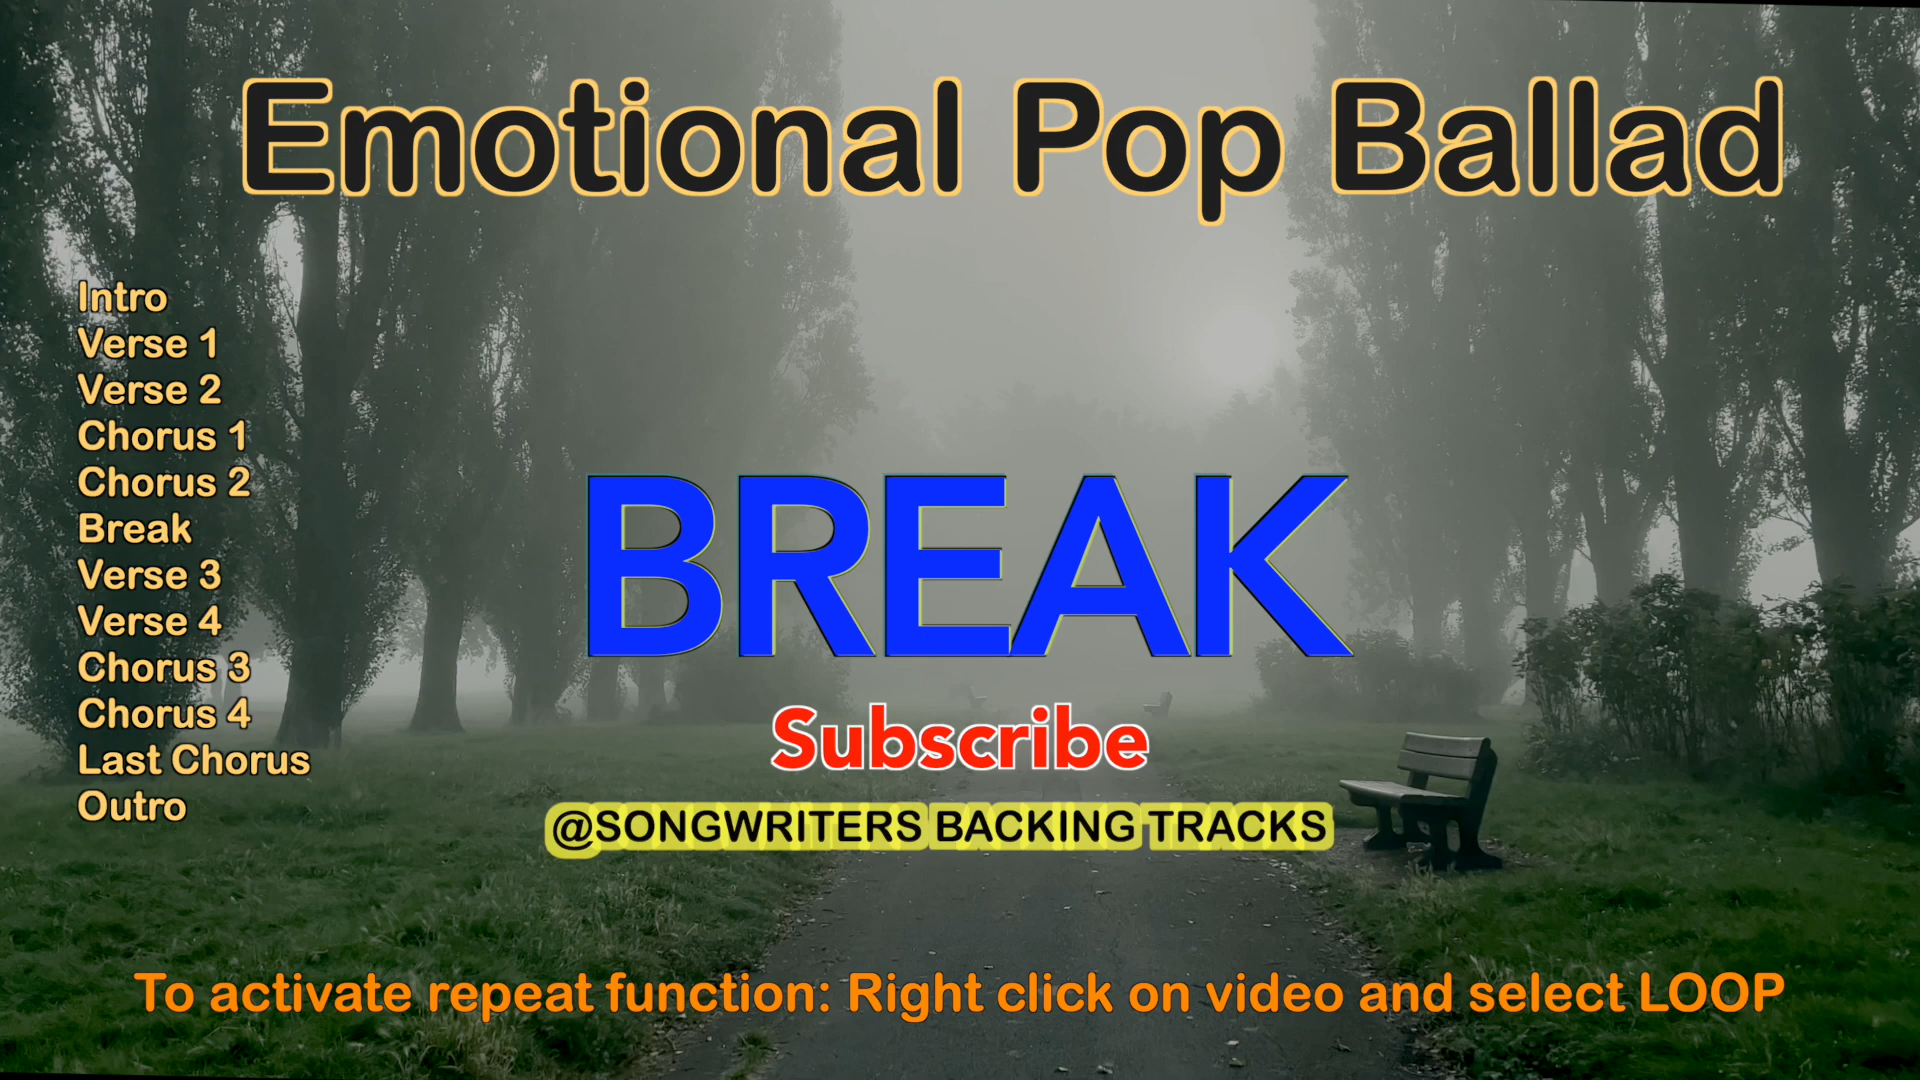 Emotional Pop Ballad
Intro
Verse 1
Verse 2
Chorus 1
Chorus 2
Break
Verse 3
Verse 4
Chorus 3
Chorus 4
Last Chorus
Outro
BREAK
Subscribe
@SONGWRITERS BACKING TRACKS
To activate repeat function: Right click on video and select LOOP